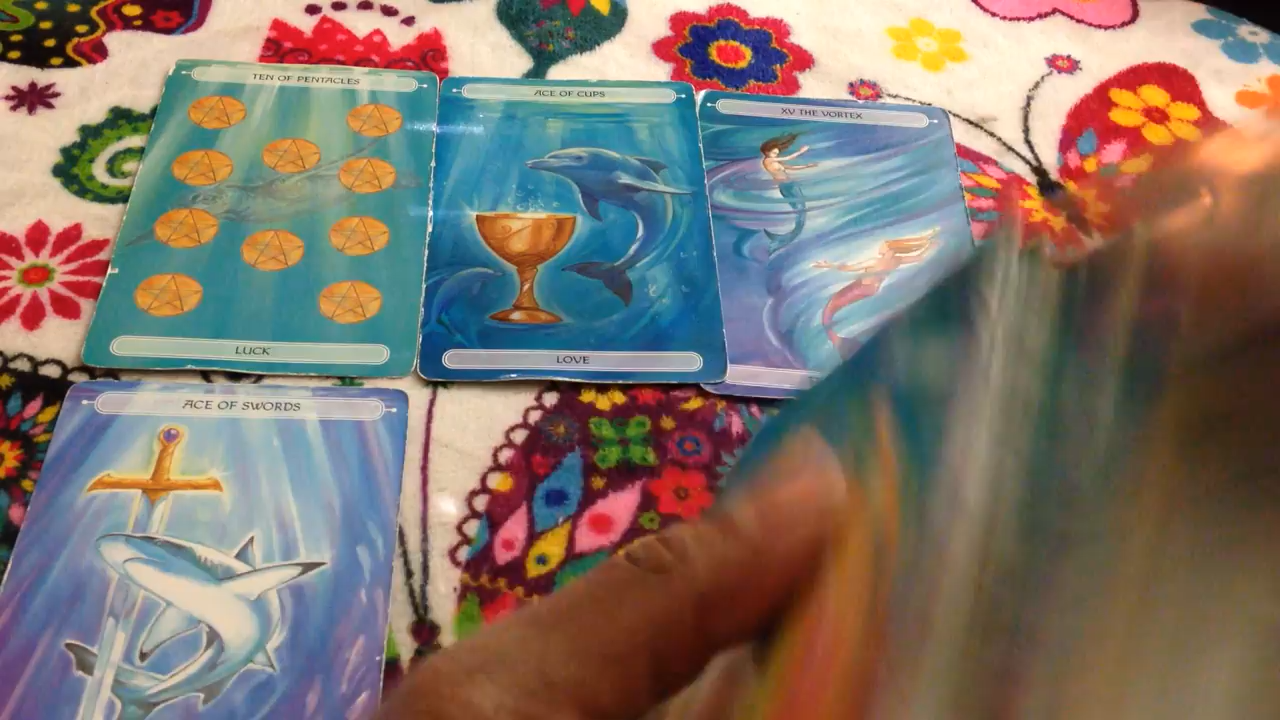 TEN OF PENTACLES
ACE OF CUPS
XV THE VORTEX
LUCK
LOVE
ACE OF SWORDS